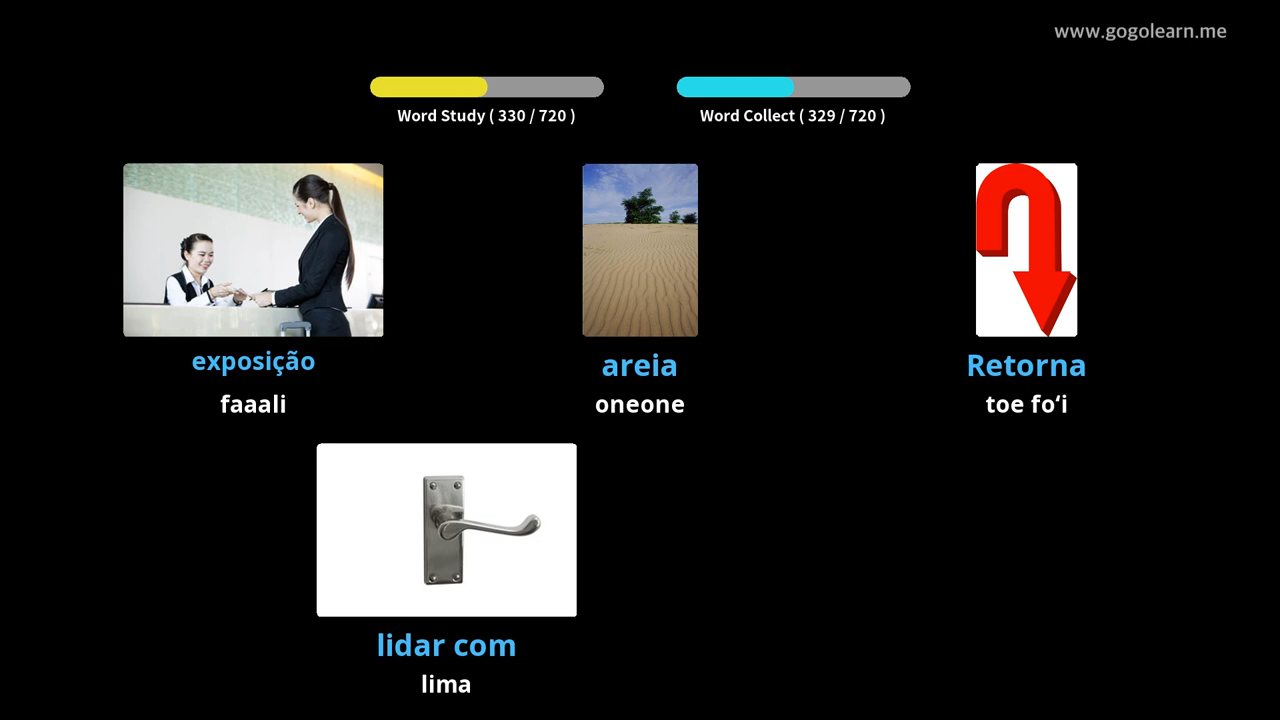 www.gogolearn.me
Word Study ( 330 / 720 )
Word Collect ( 329 / 720 )
exposição
areia
Retorna
faaali
oneone
toe foʻi
lidar com
lima